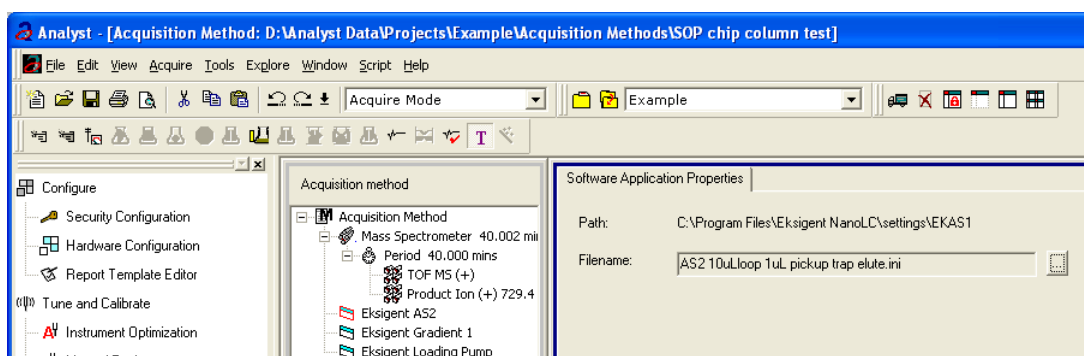 Analyst - [Acquisition Method: D:\Analyst Data\Projects\Example\Acquisition Methods\SOP chip column test]
File Edit View Acquire Tools Explore Window Script Help
Acquire Mode
Example
T
Configure
Security Configuration
Hardware Configuration
Report Template Editor
Tune and Calibrate
Instrument Optimization
Acquisition method
Acquisition Method
Mass Spectrometer 40.002 min
Period 40.000 mins
TOF MS (+)
Product Ion (+) 729.4
Eksigent AS2
Eksigent Gradient 1
Eksigent Loading Pump
Software Application Properties
Path: C:\Program Files\Eksigent NanoLC\settings\EKAS1
Filename: AS2 10uLloop 1uL pickup trap elute.ini ...